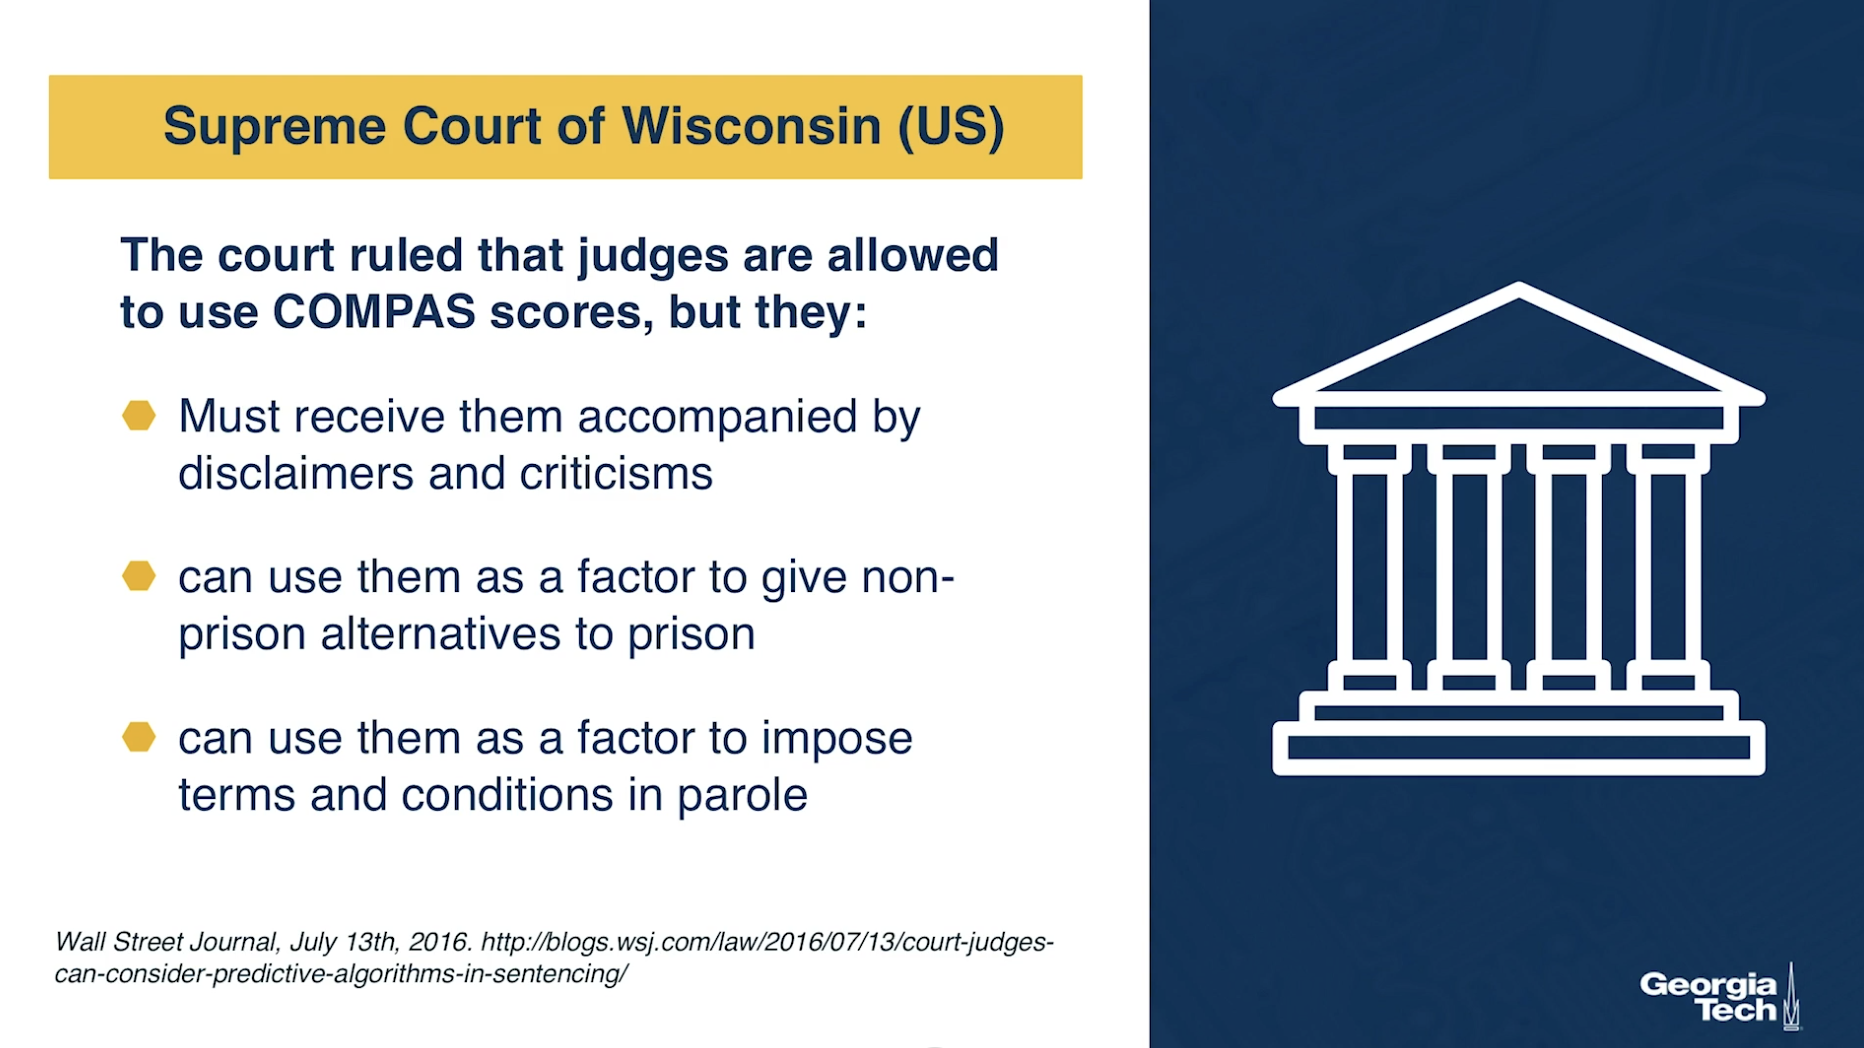 Supreme Court of Wisconsin (US)
The court ruled that judges are allowed
to use COMPAS scores, but they:
Must receive them accompanied by
disclaimers and criticisms
can use them as a factor to give non-
prison alternatives to prison
can use them as a factor to impose
terms and conditions in parole
Wall Street Journal, July 13th, 2016. http://blogs.wsj.com/law/2016/07/13/court-judges-
can-consider-predictive-algorithms-in-sentencing/
Georgia
Tech